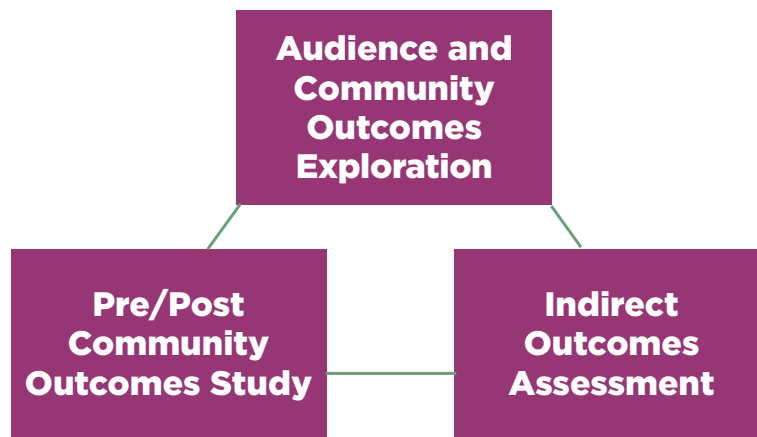 Audience and
Community
Outcomes
Exploration
Pre/Post
Community
Outcomes Study
Indirect
Outcomes
Assessment